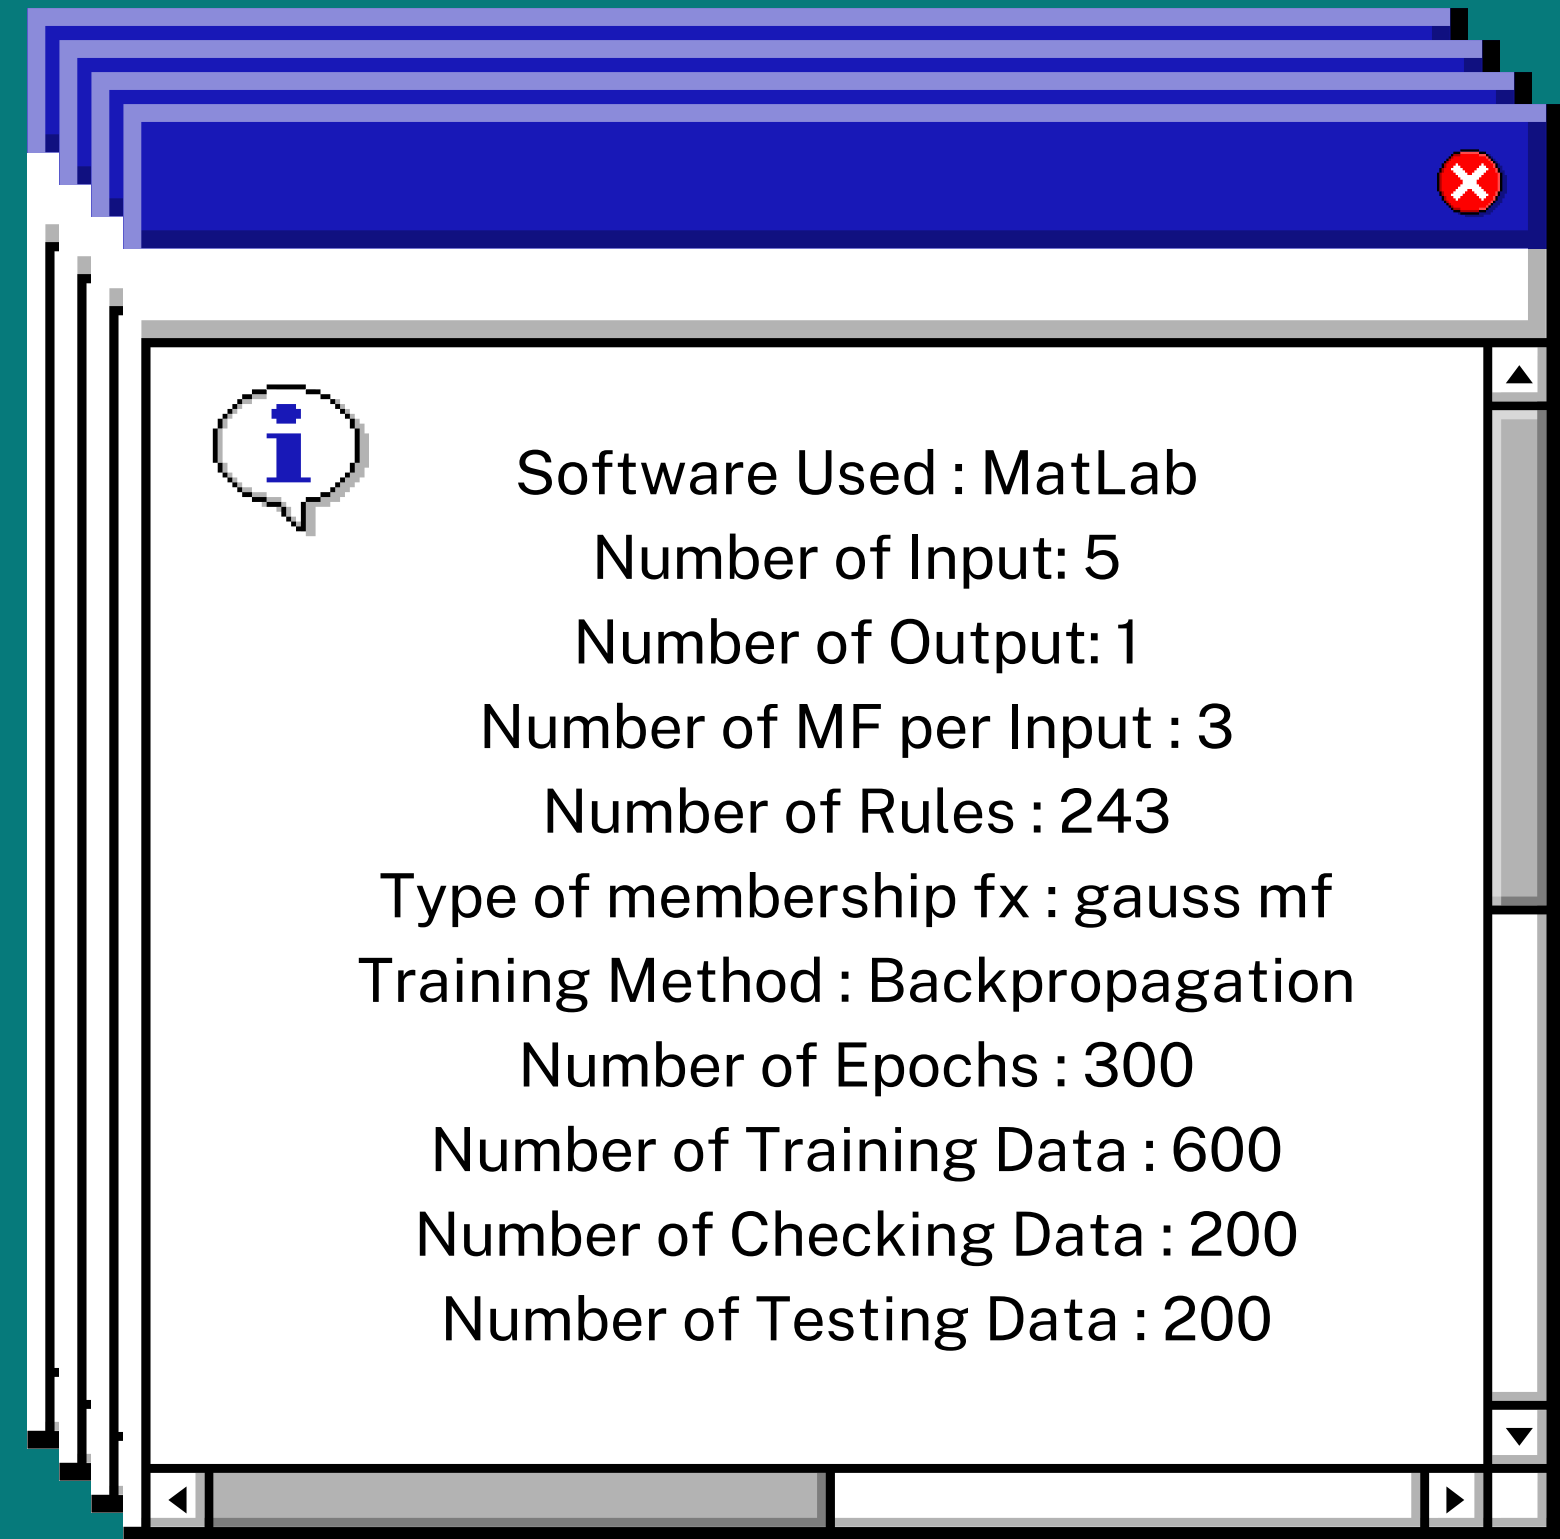 Software Used : MatLab
Number of Input: 5
Number of Output: 1
Number of MF per Input : 3
Number of Rules : 243
Type of membership fx : gauss mf
Training Method : Backpropagation
Number of Epochs : 300
Number of Training Data : 600
Number of Checking Data : 200
Number of Testing Data : 200